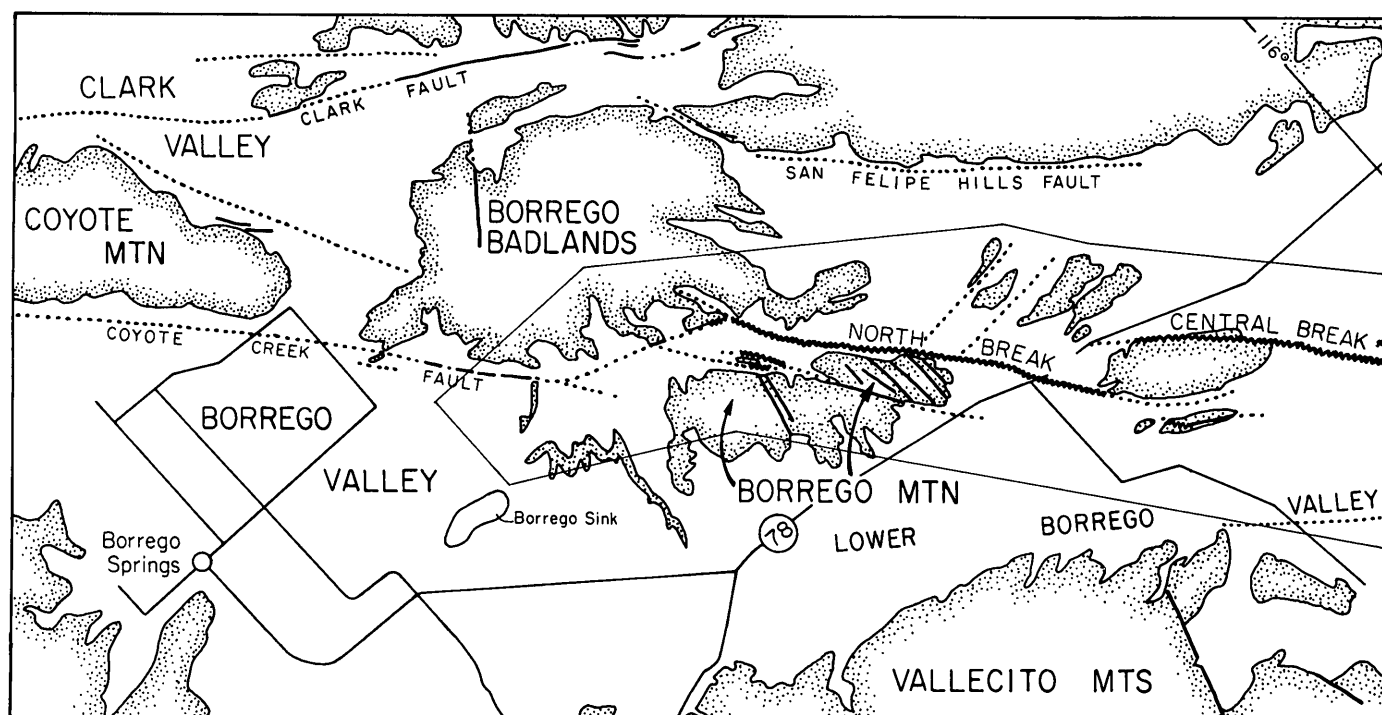 116°
CLARK
CLARK FAULT
VALLEY
SAN FELIPE HILLS FAULT
COYOTE
MTN
BORREGO
BADLANDS
NORTH BREAK
CENTRAL BREAK
COYOTE CREEK FAULT
BORREGO
VALLEY
BORREGO MTN
Borrego Sink
78
LOWER BORREGO VALLEY
Borrego
Springs
VALLECITO MTS